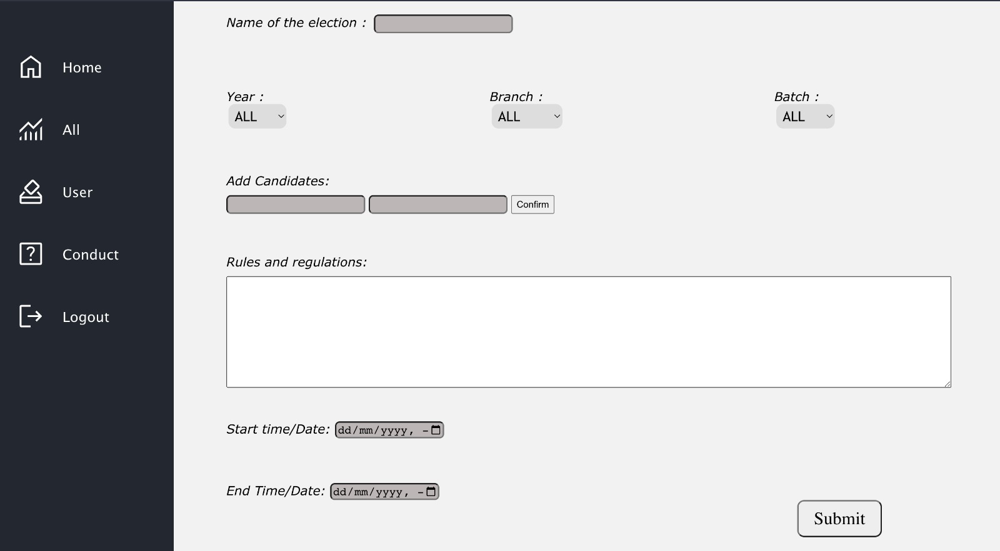 Home
All
User
Conduct
Logout
Name of the election :
Year : Branch : Batch :
ALL ALL ALL
Add Candidates:
Confirm
Rules and regulations:
Start time/Date: dd/mm/yyyy, -
End Time/Date: dd/mm/yyyy, -
Submit